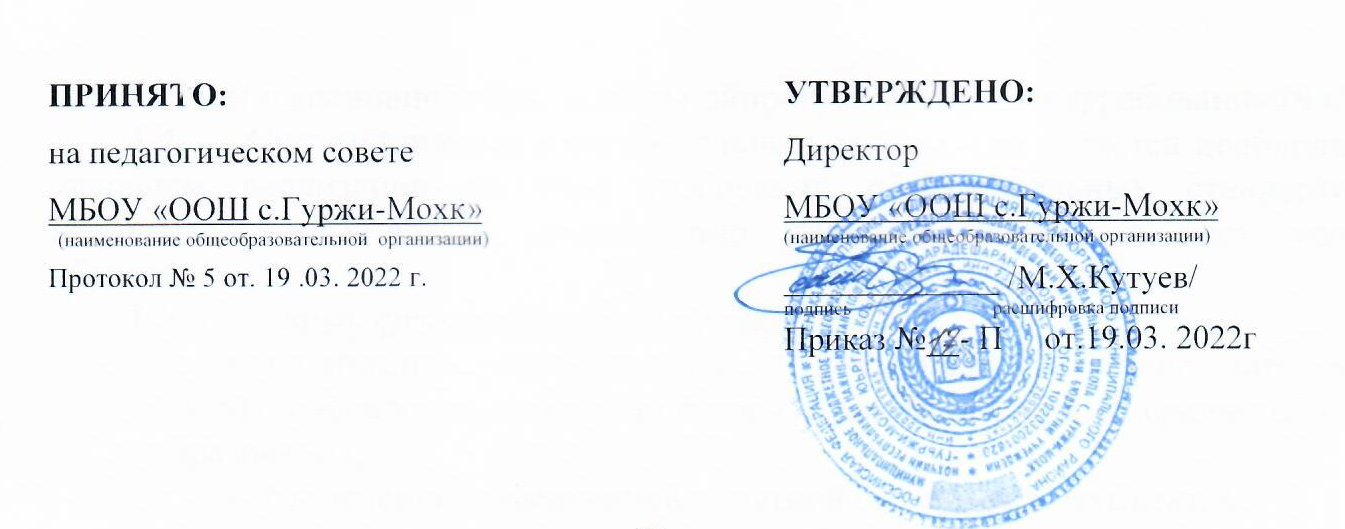 ПРИНЯТО:
на педагогическом совете
МБОУ «ООШ с.Гуржи-Мохк»
(наименование общеобразовательной организации)
Протокол № 5 от. 19 .03. 2022 г.
УТВЕРЖДЕНО:
Директор
МБОУ «ООШ с.Гуржи-Мохк»
(наименование общеобразовательной организации)
/М.Х.Кутуев/
подпись расшифровка подписи
Приказ № - П от.19.03. 2022г